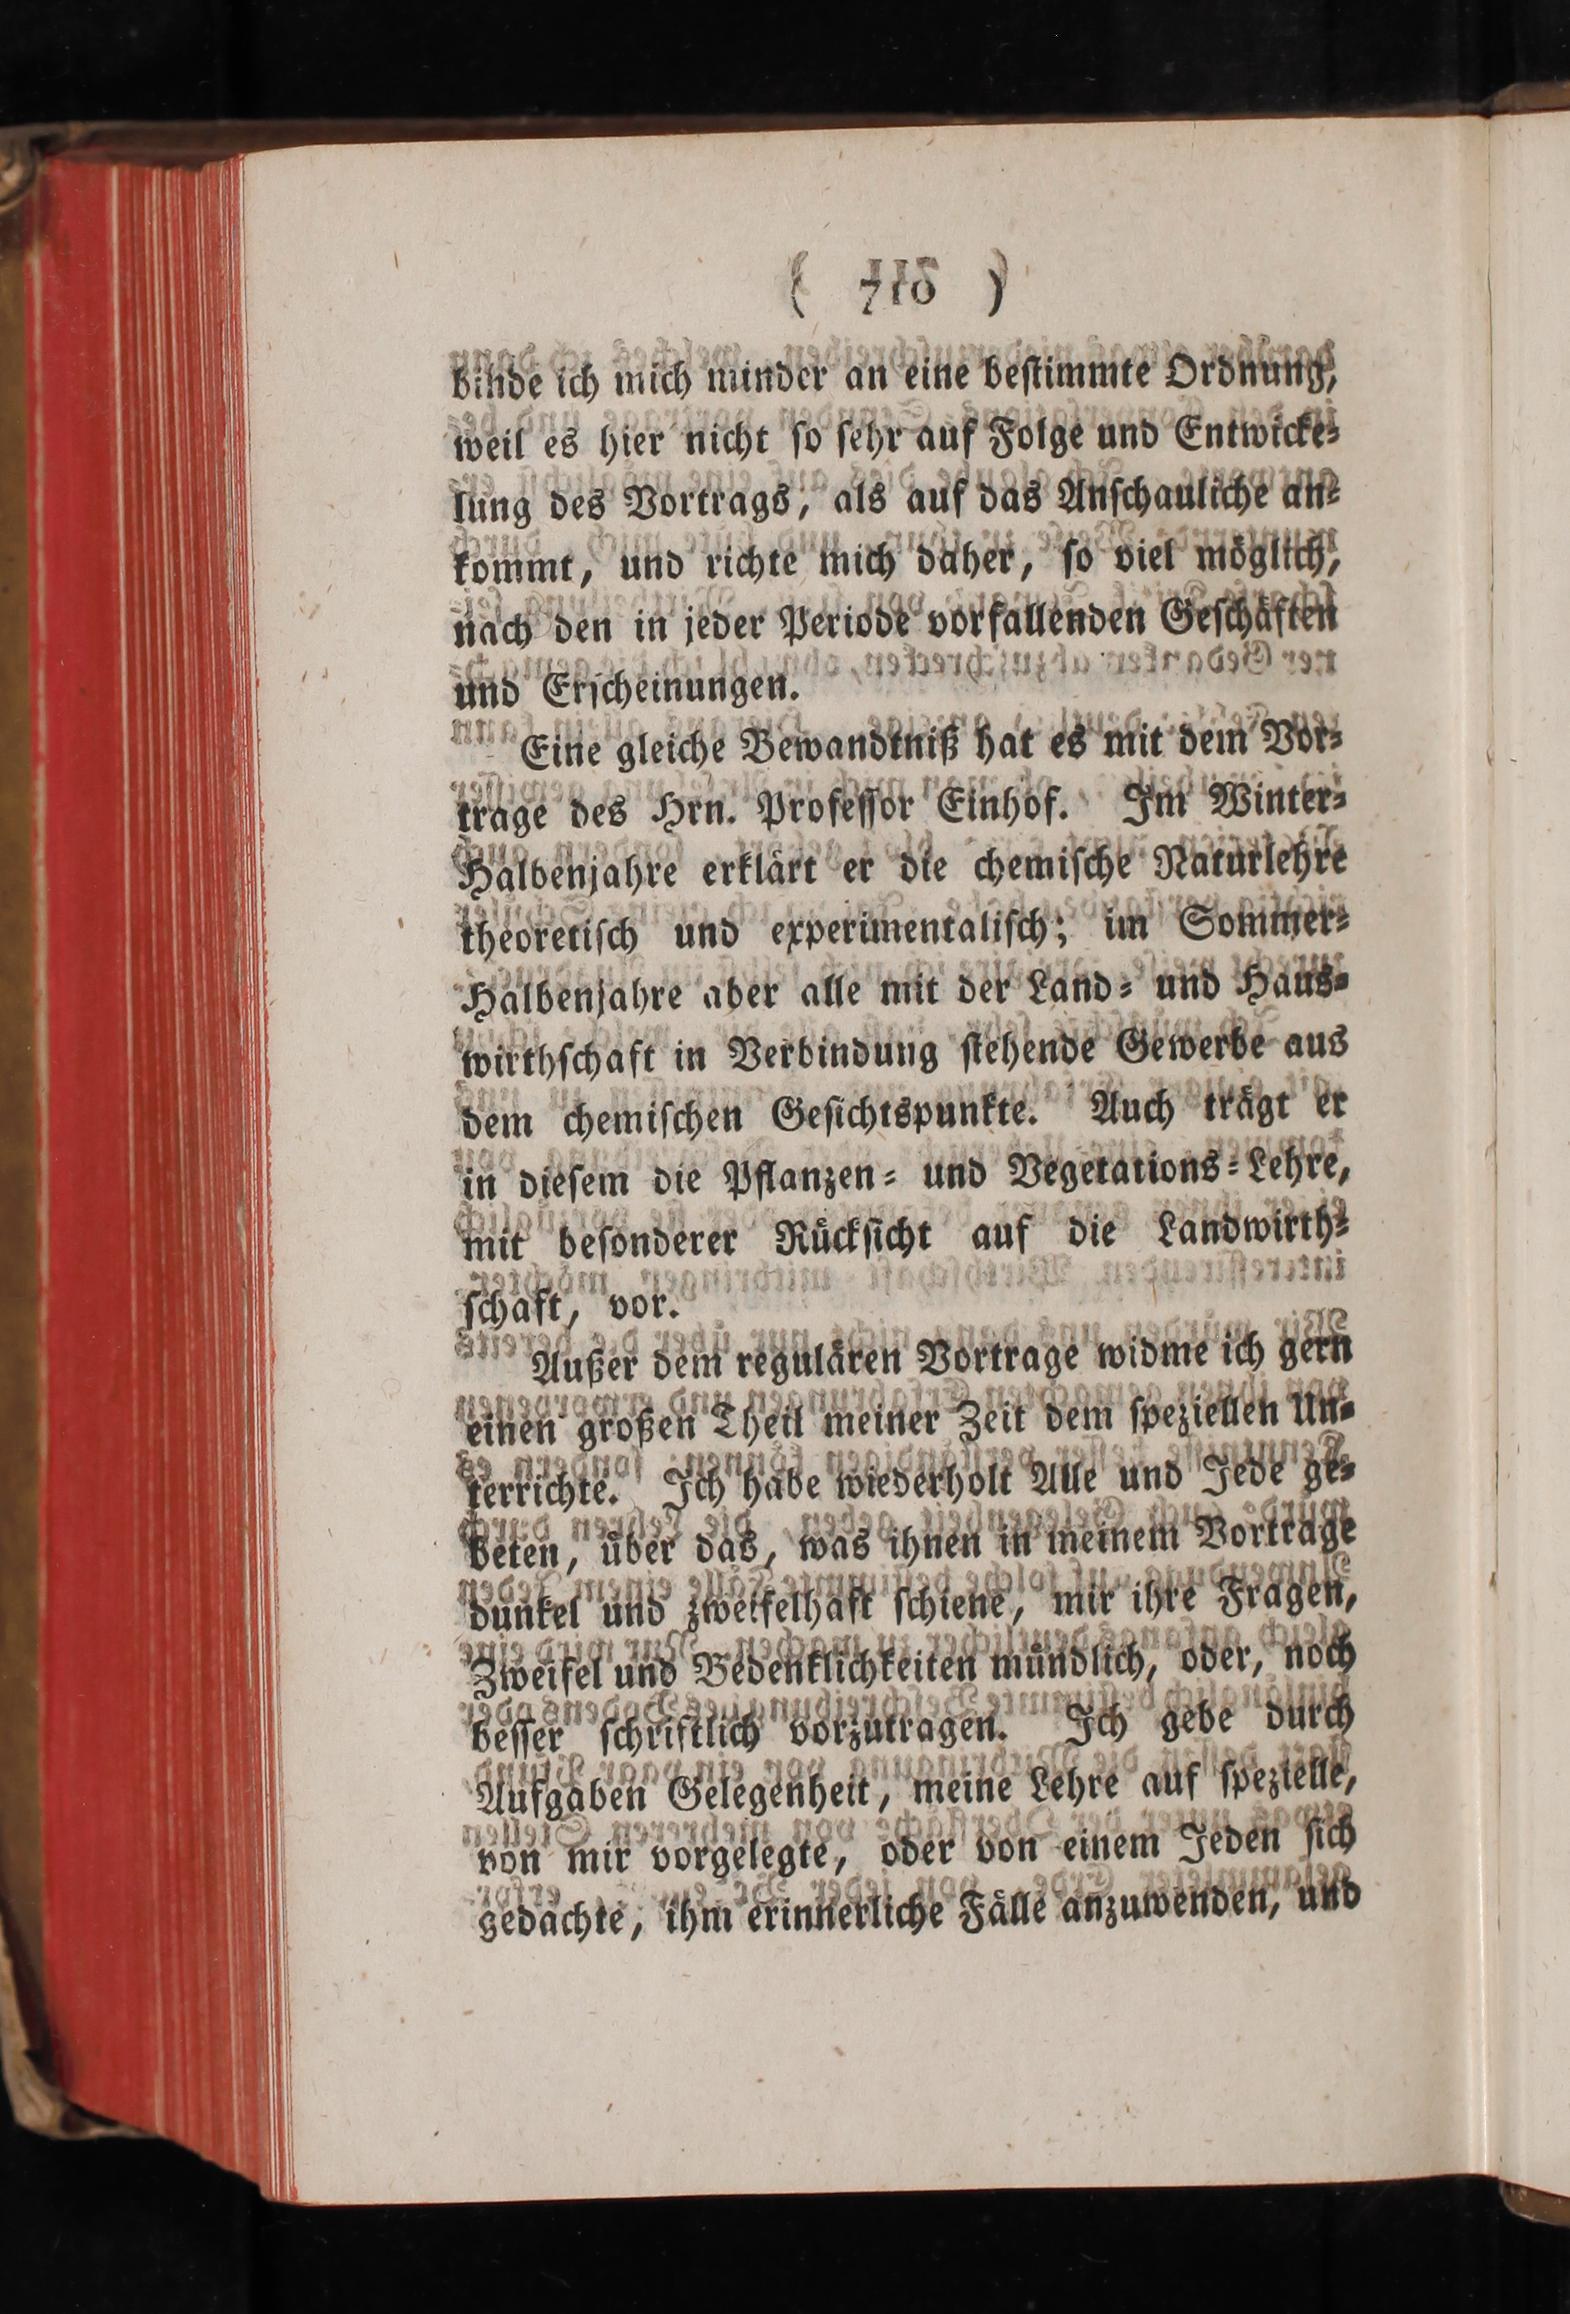 ( 718 )
binde ich mich minder an eine bestimmte Ordnung,
weil es hier nicht so sehr auf Folge und Entwicke-
lung des Vortrags, als auf das Anschauliche an-
kommt, und richte mich daher, so viel möglich,
nach den in jeder Periode vorfallenden Geschäften
und Erscheinungen.
Eine gleiche Bewandtniß hat es mit dem Vor-
trage des Hrn. Professor Einhof. Im Winter-
Halbenjahre erklärt er die chemische Naturlehre
theoretisch und experimentalisch; im Sommer-
Halbenjahre aber alle mit der Land- und Haus-
wirthschaft in Verbindung stehende Gewerbe aus
dem chemischen Gesichtspunkte. Auch trägt er
in diesem die Pflanzen- und Vegetations-Lehre,
mit besonderer Rücksicht auf die Landwirth-
schaft, vor.
Außer dem regulären Vortrage widme ich gern
einen großen Theil meiner Zeit dem speziellen Un-
terrichte. Ich habe wiederholt Alle und Jede ge-
beten, über das, was ihnen in meinem Vortrage
dunkel und zweifelhaft schiene, mir ihre Fragen,
Zweifel und Bedenklichkeiten mündlich, oder, noch
besser schriftlich vorzutragen. Ich gebe durch
Aufgaben Gelegenheit, meine Lehre auf spezielle,
von mir vorgelegte, oder von einem Jeden sich
gedachte, ihm erinnerliche Fälle anzuwenden, und